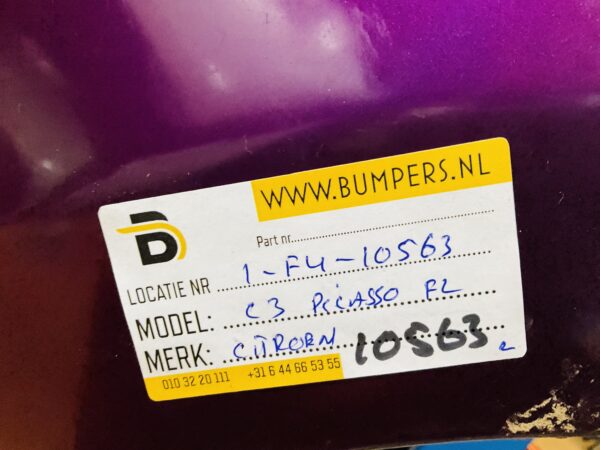 WWW.BUMPERS.NL
B
Part nr.
LOCATIE NR 1-F4-10563
MODEL: C3 PICASSO FL
MERK: CITROEN 10563
010 32 20 111 +31 6 44 66 53 55